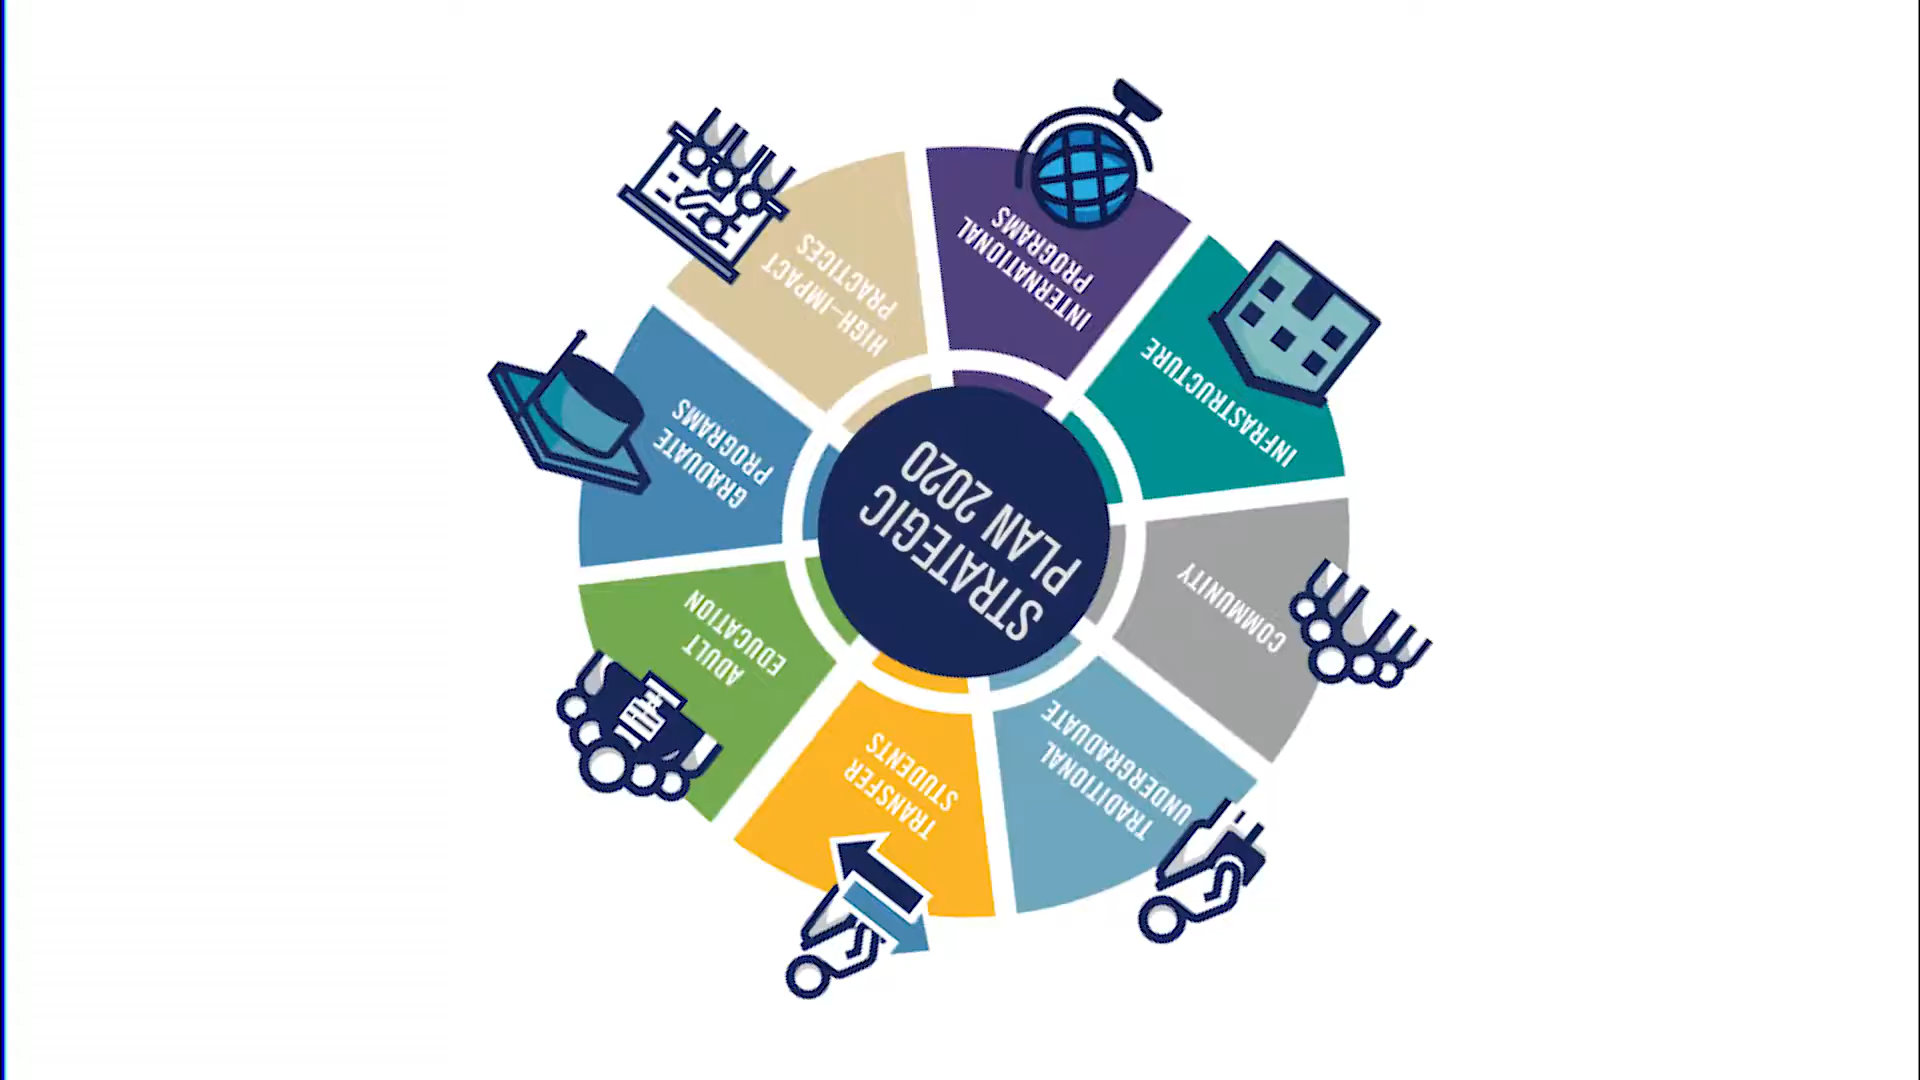 STRATEGIC
PLAN 2020
TRADITIONAL
UNDERGRADUATE
TRANSFER
STUDENTS
ADULT
EDUCATION
GRADUATE
PROGRAMS
HIGH-IMPACT
PRACTICES
INTERNATIONAL
PROGRAMS
INFRASTRUCTURE
COMMUNITY